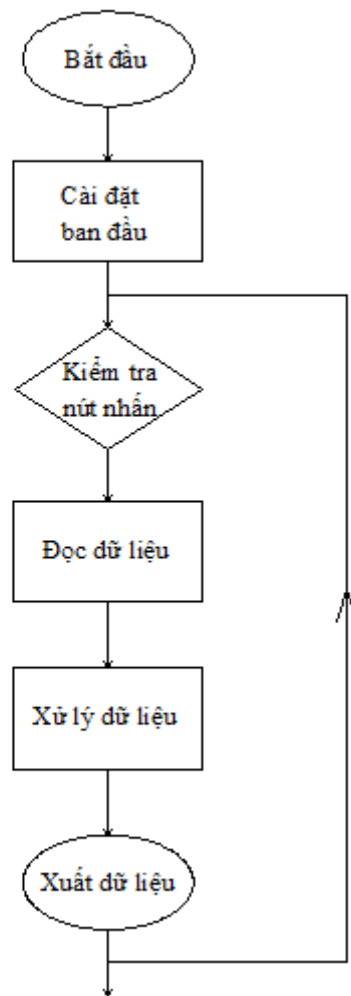 Bắt đầu
Cài đặt
ban đầu
Kiểm tra
nút nhấn
Đọc dữ liệu
Xử lý dữ liệu
Xuất dữ liệu